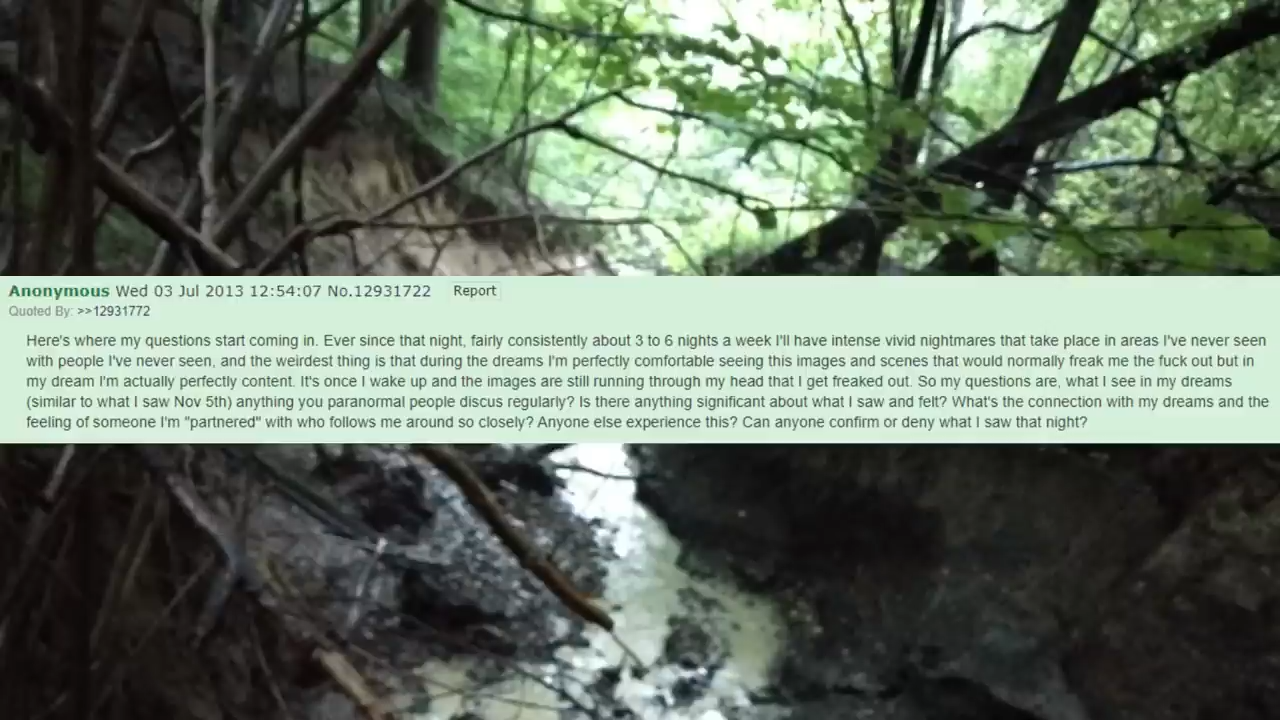 Anonymous Wed 03 Jul 2013 12:54:07 No.12931722 Report
Quoted By: >>12931772
Here's where my questions start coming in. Ever since that night, fairly consistently about 3 to 6 nights a week I'll have intense vivid nightmares that take place in areas I've never seen
with people I've never seen, and the weirdest thing is that during the dreams I'm perfectly comfortable seeing this images and scenes that would normally freak me the fuck out but in
my dream I'm actually perfectly content. It's once I wake up and the images are still running through my head that I get freaked out. So my questions are, what I see in my dreams
(similar to what I saw Nov 5th) anything you paranormal people discus regularly? Is there anything significant about what I saw and felt? What's the connection with my dreams and the
feeling of someone I'm "partnered" with who follows me around so closely? Anyone else experience this? Can anyone confirm or deny what I saw that night?